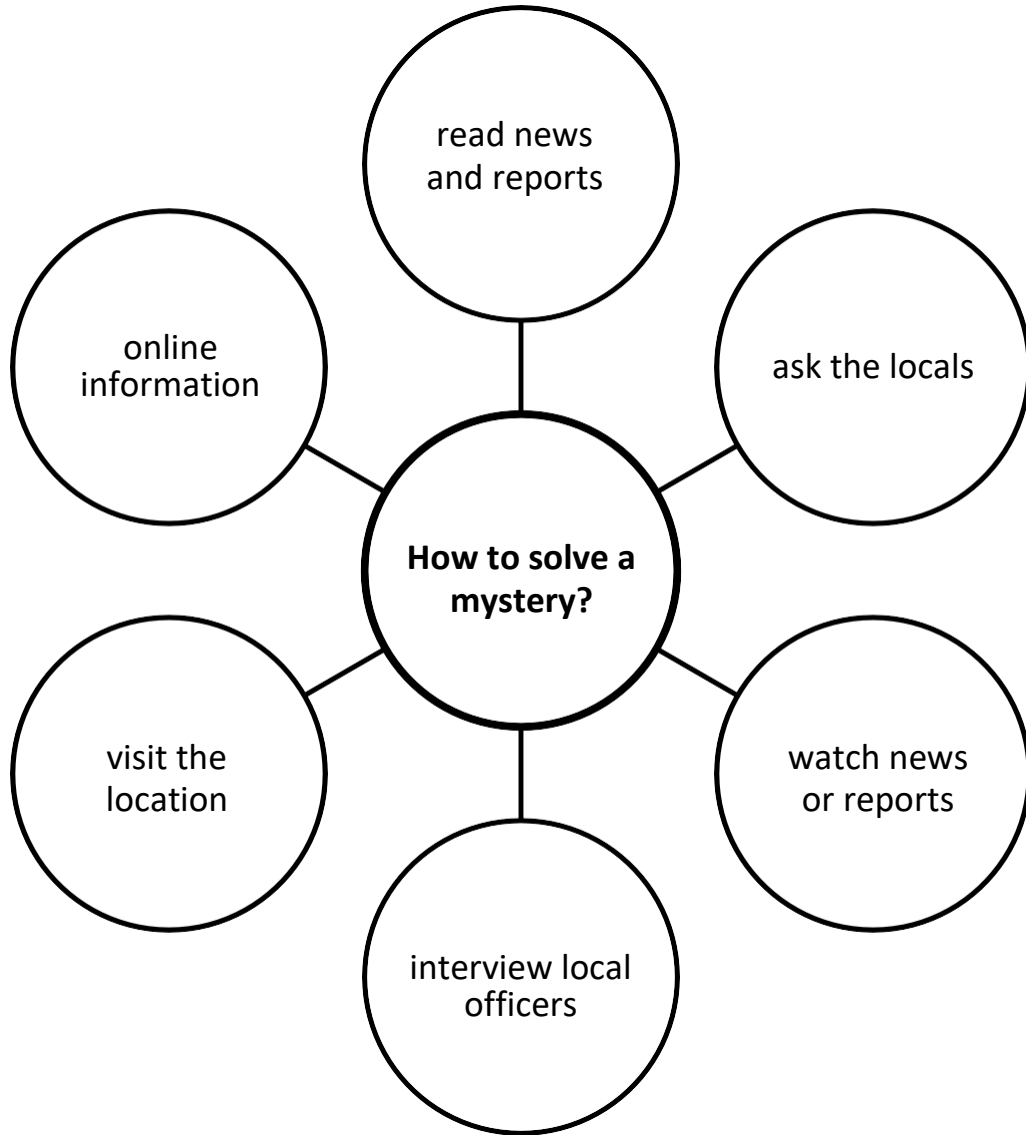 read news
and reports
online
information
ask the locals
How to solve a
mystery?
visit the
location
watch news
or reports
interview local
officers